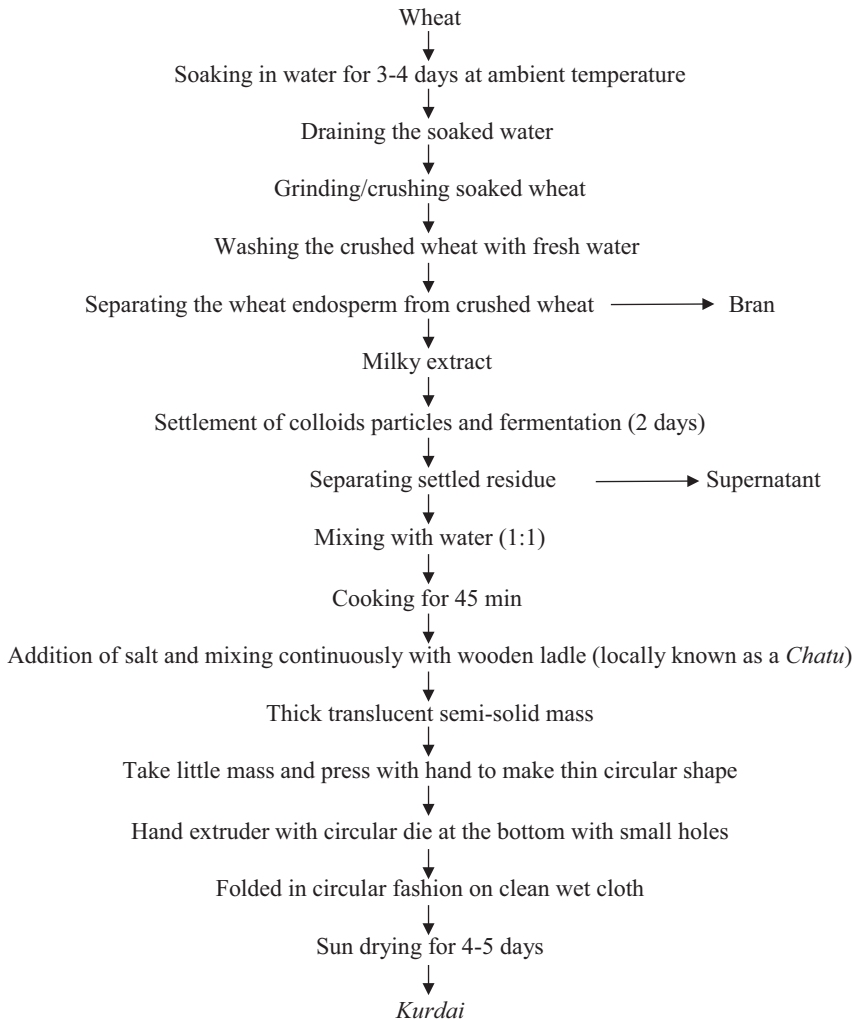 Wheat
Soaking in water for 3-4 days at ambient temperature
Draining the soaked water
Grinding/crushing soaked wheat
Washing the crushed wheat with fresh water
Separating the wheat endosperm from crushed wheat Bran
Milky extract
Settlement of colloids particles and fermentation (2 days)
Separating settled residue Supernatant
Mixing with water (1:1)
Cooking for 45 min
Addition of salt and mixing continuously with wooden ladle (locally known as a Chatu)
Thick translucent semi-solid mass
Take little mass and press with hand to make thin circular shape
Hand extruder with circular die at the bottom with small holes
Folded in circular fashion on clean wet cloth
Sun drying for 4-5 days
Kurdai